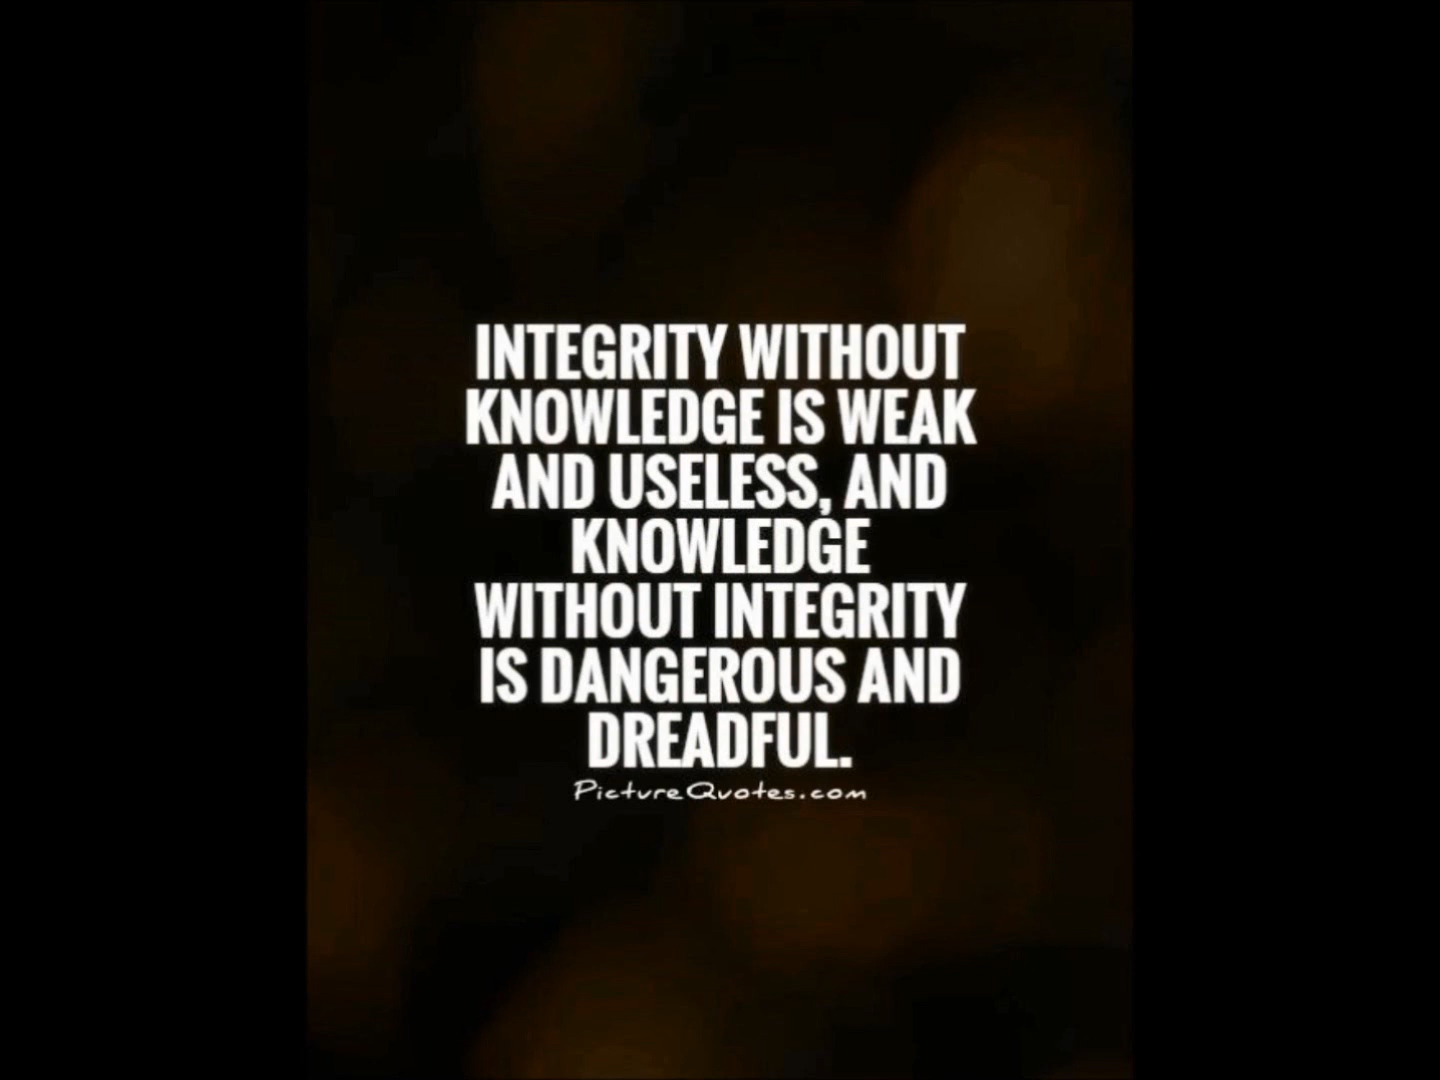 INTEGRITY WITHOUT
KNOWLEDGE IS WEAK
AND USELESS, AND
KNOWLEDGE
WITHOUT INTEGRITY
IS DANGEROUS AND
DREADFUL.
PictureQuotes.com